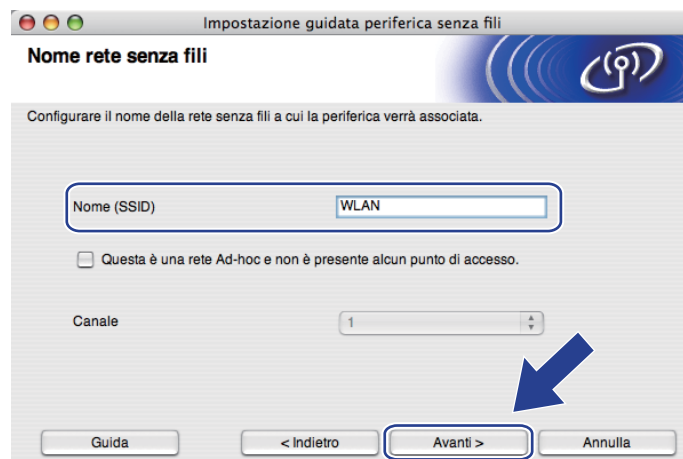 Impostazione guidata periferica senza fili
Nome rete senza fili
Configurare il nome della rete senza fili a cui la periferica verrà associata.
Nome (SSID) WLAN
Questa è una rete Ad-hoc e non è presente alcun punto di accesso.
Canale 1
Guida < Indietro Avanti > Annulla